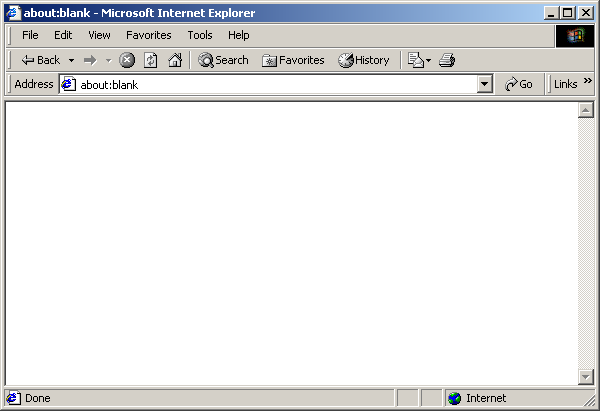 about:blank - Microsoft Internet Explorer
File Edit View Favorites Tools Help
Back Search Favorites History
Address about:blank Go Links »
Done Internet